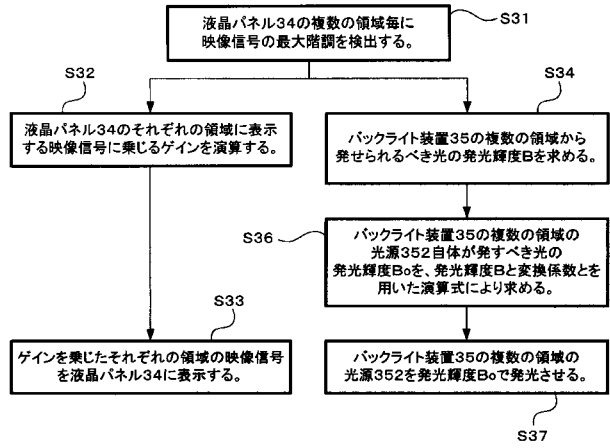 S31
液晶パネル34の複数の領域毎に
映像信号の最大階調を検出する。
S32
液晶パネル34のそれぞれの領域に表示
する映像信号に乗じるゲインを演算する。
S34
バックライト装置35の複数の領域から
発せられるべき光の発光輝度Bを求める。
S36
バックライト装置35の複数の領域の
光源352自体が発すべき光の
発光輝度Boを、発光輝度Bと変換係数とを
用いた演算式により求める。
S33
ゲインを乗じたそれぞれの領域の映像信号
を液晶パネル34に表示する。
バックライト装置35の複数の領域の
光源352を発光輝度Boで発光させる。
S37